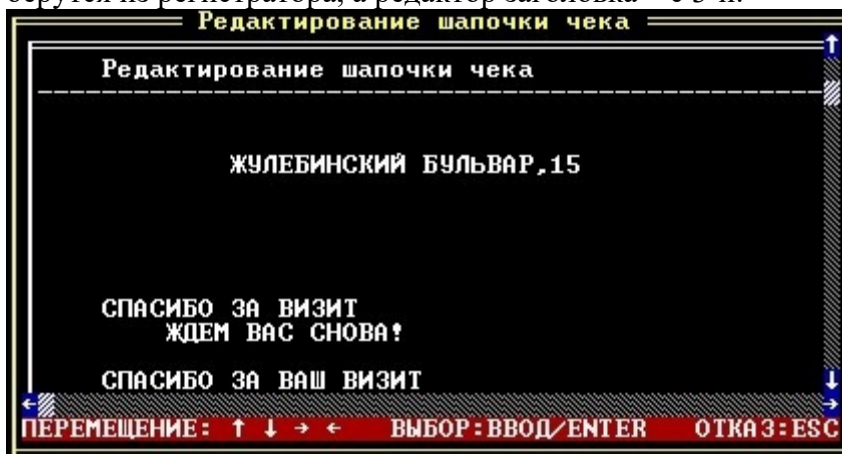 берутся из регистратора, а редактор заголовка – с 3-й.
Редактирование шапочки чека
Редактирование шапочки чека
ЖУЛЕБИНСКИЙ БУЛЬВАР,15
СПАСИБО ЗА ВИЗИТ
ЖДЕМ ВАС СНОВА!
СПАСИБО ЗА ВАШ ВИЗИТ
ПЕРЕМЕЩЕНИЕ: ↑ ↓ → ← ВЫБОР:ВВОД/ENTER ОТКАЗ:ESC